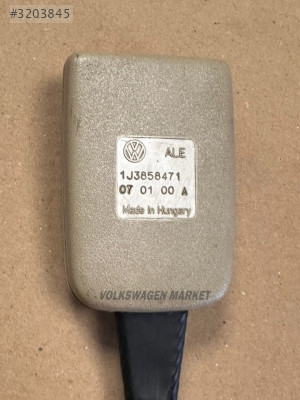 #3203845
ALE
1J3858471
07 01 00 A
Made in Hungary
VOLKSWAGEN MARKET